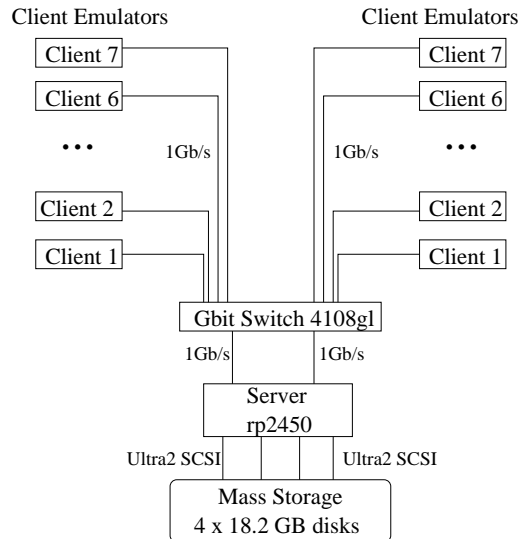 Client Emulators
Client Emulators
Client 7
Client 7
Client 6
Client 6
...
...
1Gb/s
1Gb/s
Client 2
Client 2
Client 1
Client 1
Gbit Switch 4108gl
1Gb/s
1Gb/s
Server
rp2450
Ultra2 SCSI
Ultra2 SCSI
Mass Storage
4 x 18.2 GB disks